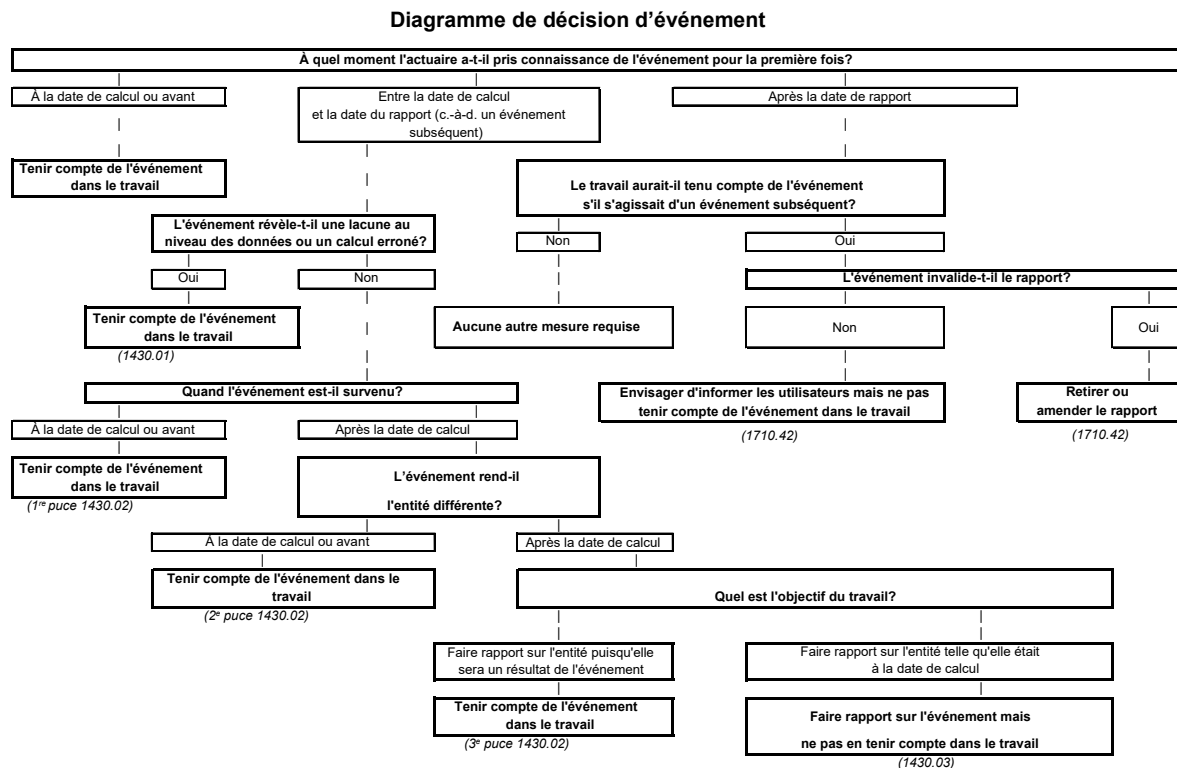 Diagramme de décision d'événement
À quel moment l'actuaire a-t-il pris connaissance de l'événement pour la première fois?
À la date de calcul ou avant
Entre la date de calcul
et la date du rapport (c.-à-d. un événement
subséquent)
Après la date de rapport
Tenir compte de l'événement
dans le travail
Le travail aurait-il tenu compte de l'événement
s'il s'agissait d'un événement subséquent?
L'événement révèle-t-il une lacune au
niveau des données ou un calcul erroné?
Non
Oui
Oui
Non
L'événement invalide-t-il le rapport?
Tenir compte de l'événement
dans le travail
(1430.01)
Aucune autre mesure requise
Non
Oui
Quand l'événement est-il survenu?
Envisager d'informer les utilisateurs mais ne pas
tenir compte de l'événement dans le travail
(1710.42)
Retirer ou
amender le rapport
(1710.42)
À la date de calcul ou avant
Après la date de calcul
Tenir compte de l'événement
dans le travail
(1re puce 1430.02)
L'événement rend-il
l'entité différente?
À la date de calcul ou avant
Après la date de calcul
Tenir compte de l'événement dans le
travail
(2e puce 1430.02)
Quel est l'objectif du travail?
Faire rapport sur l'entité puisqu'elle
sera un résultat de l'événement
Faire rapport sur l'entité telle qu'elle était
à la date de calcul
Tenir compte de l'événement
dans le travail
(3e puce 1430.02)
Faire rapport sur l'événement mais
ne pas en tenir compte dans le travail
(1430.03)